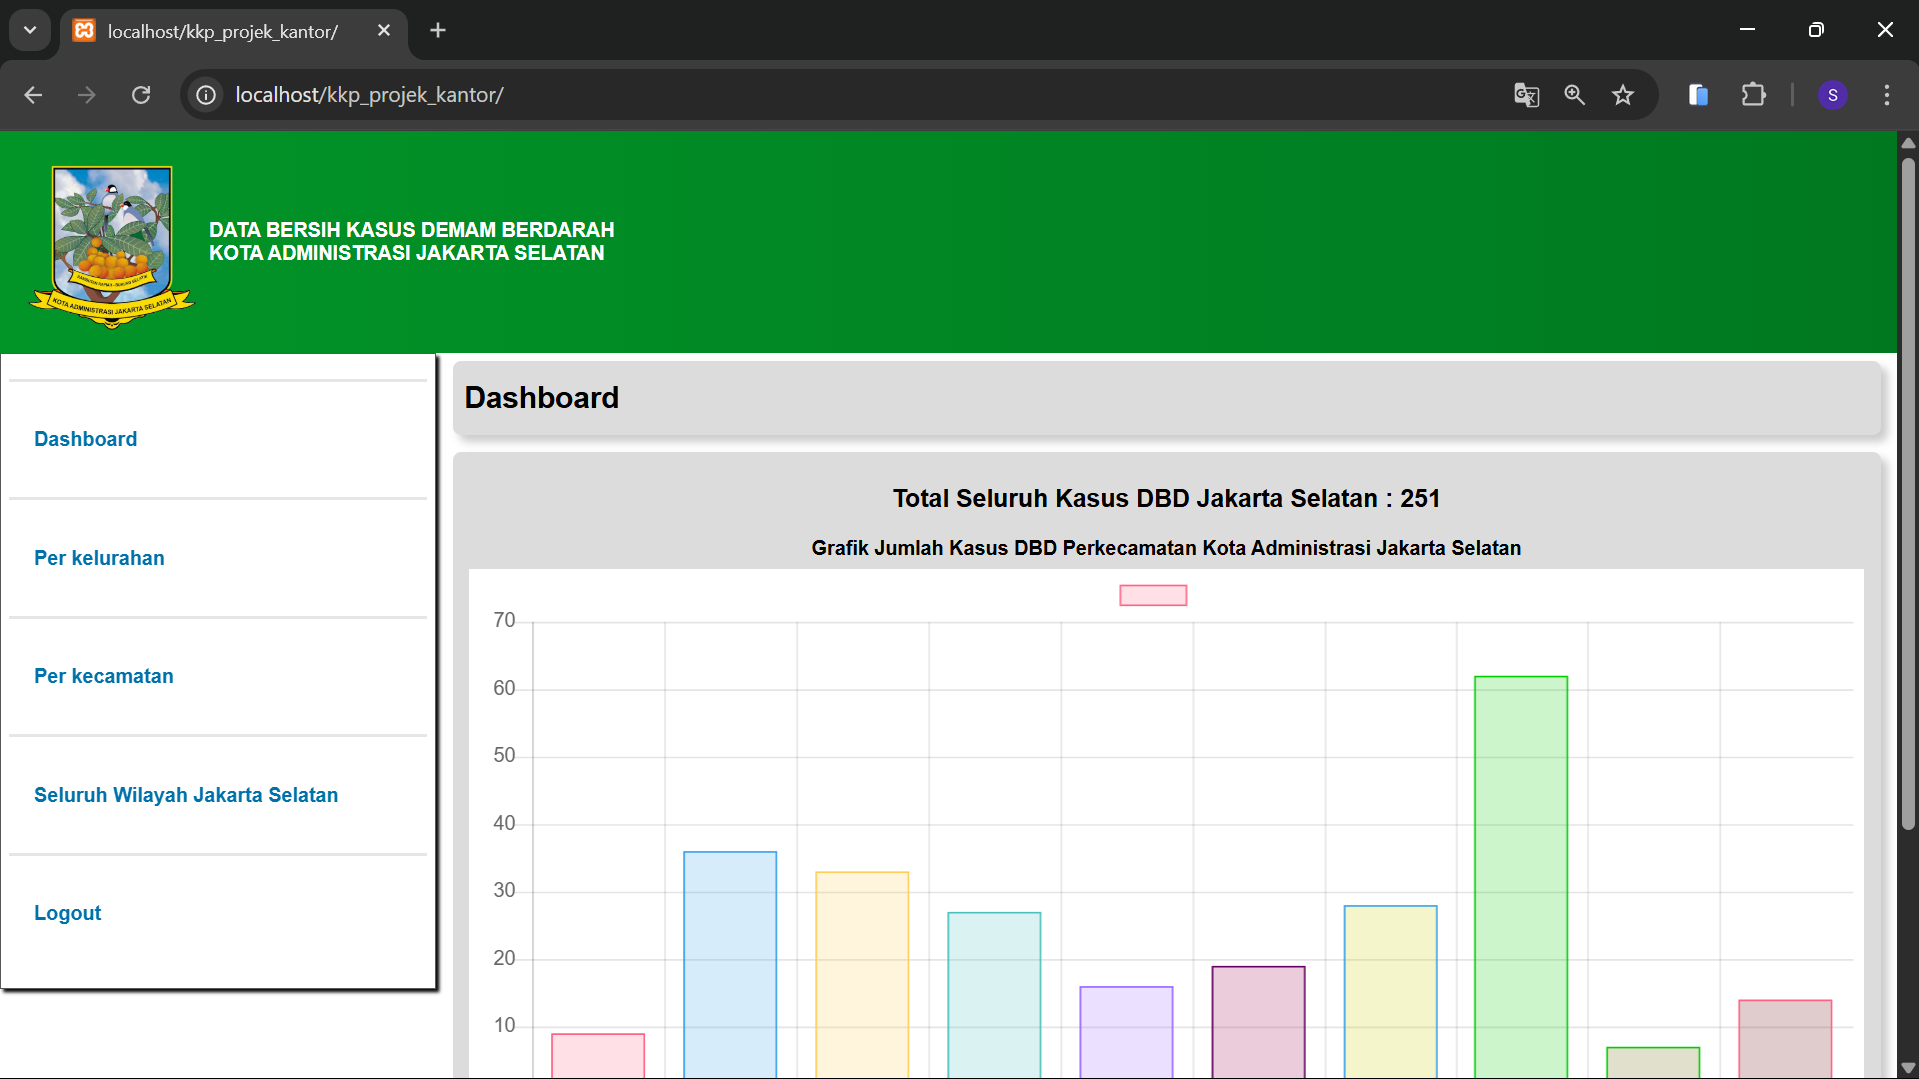 localhost/kkp_projek_kantor/
localhost/kkp_projek_kantor/
S
DATA BERSIH KASUS DEMAM BERDARAH
KOTA ADMINISTRASI JAKARTA SELATAN
KOTA ADMINISTRASI JAKARTA SELATAN
Dashboard
Per kelurahan
Per kecamatan
Seluruh Wilayah Jakarta Selatan
Logout
Dashboard
Total Seluruh Kasus DBD Jakarta Selatan : 251
Grafik Jumlah Kasus DBD Perkecamatan Kota Administrasi Jakarta Selatan
70
60
50
40
30
20
10